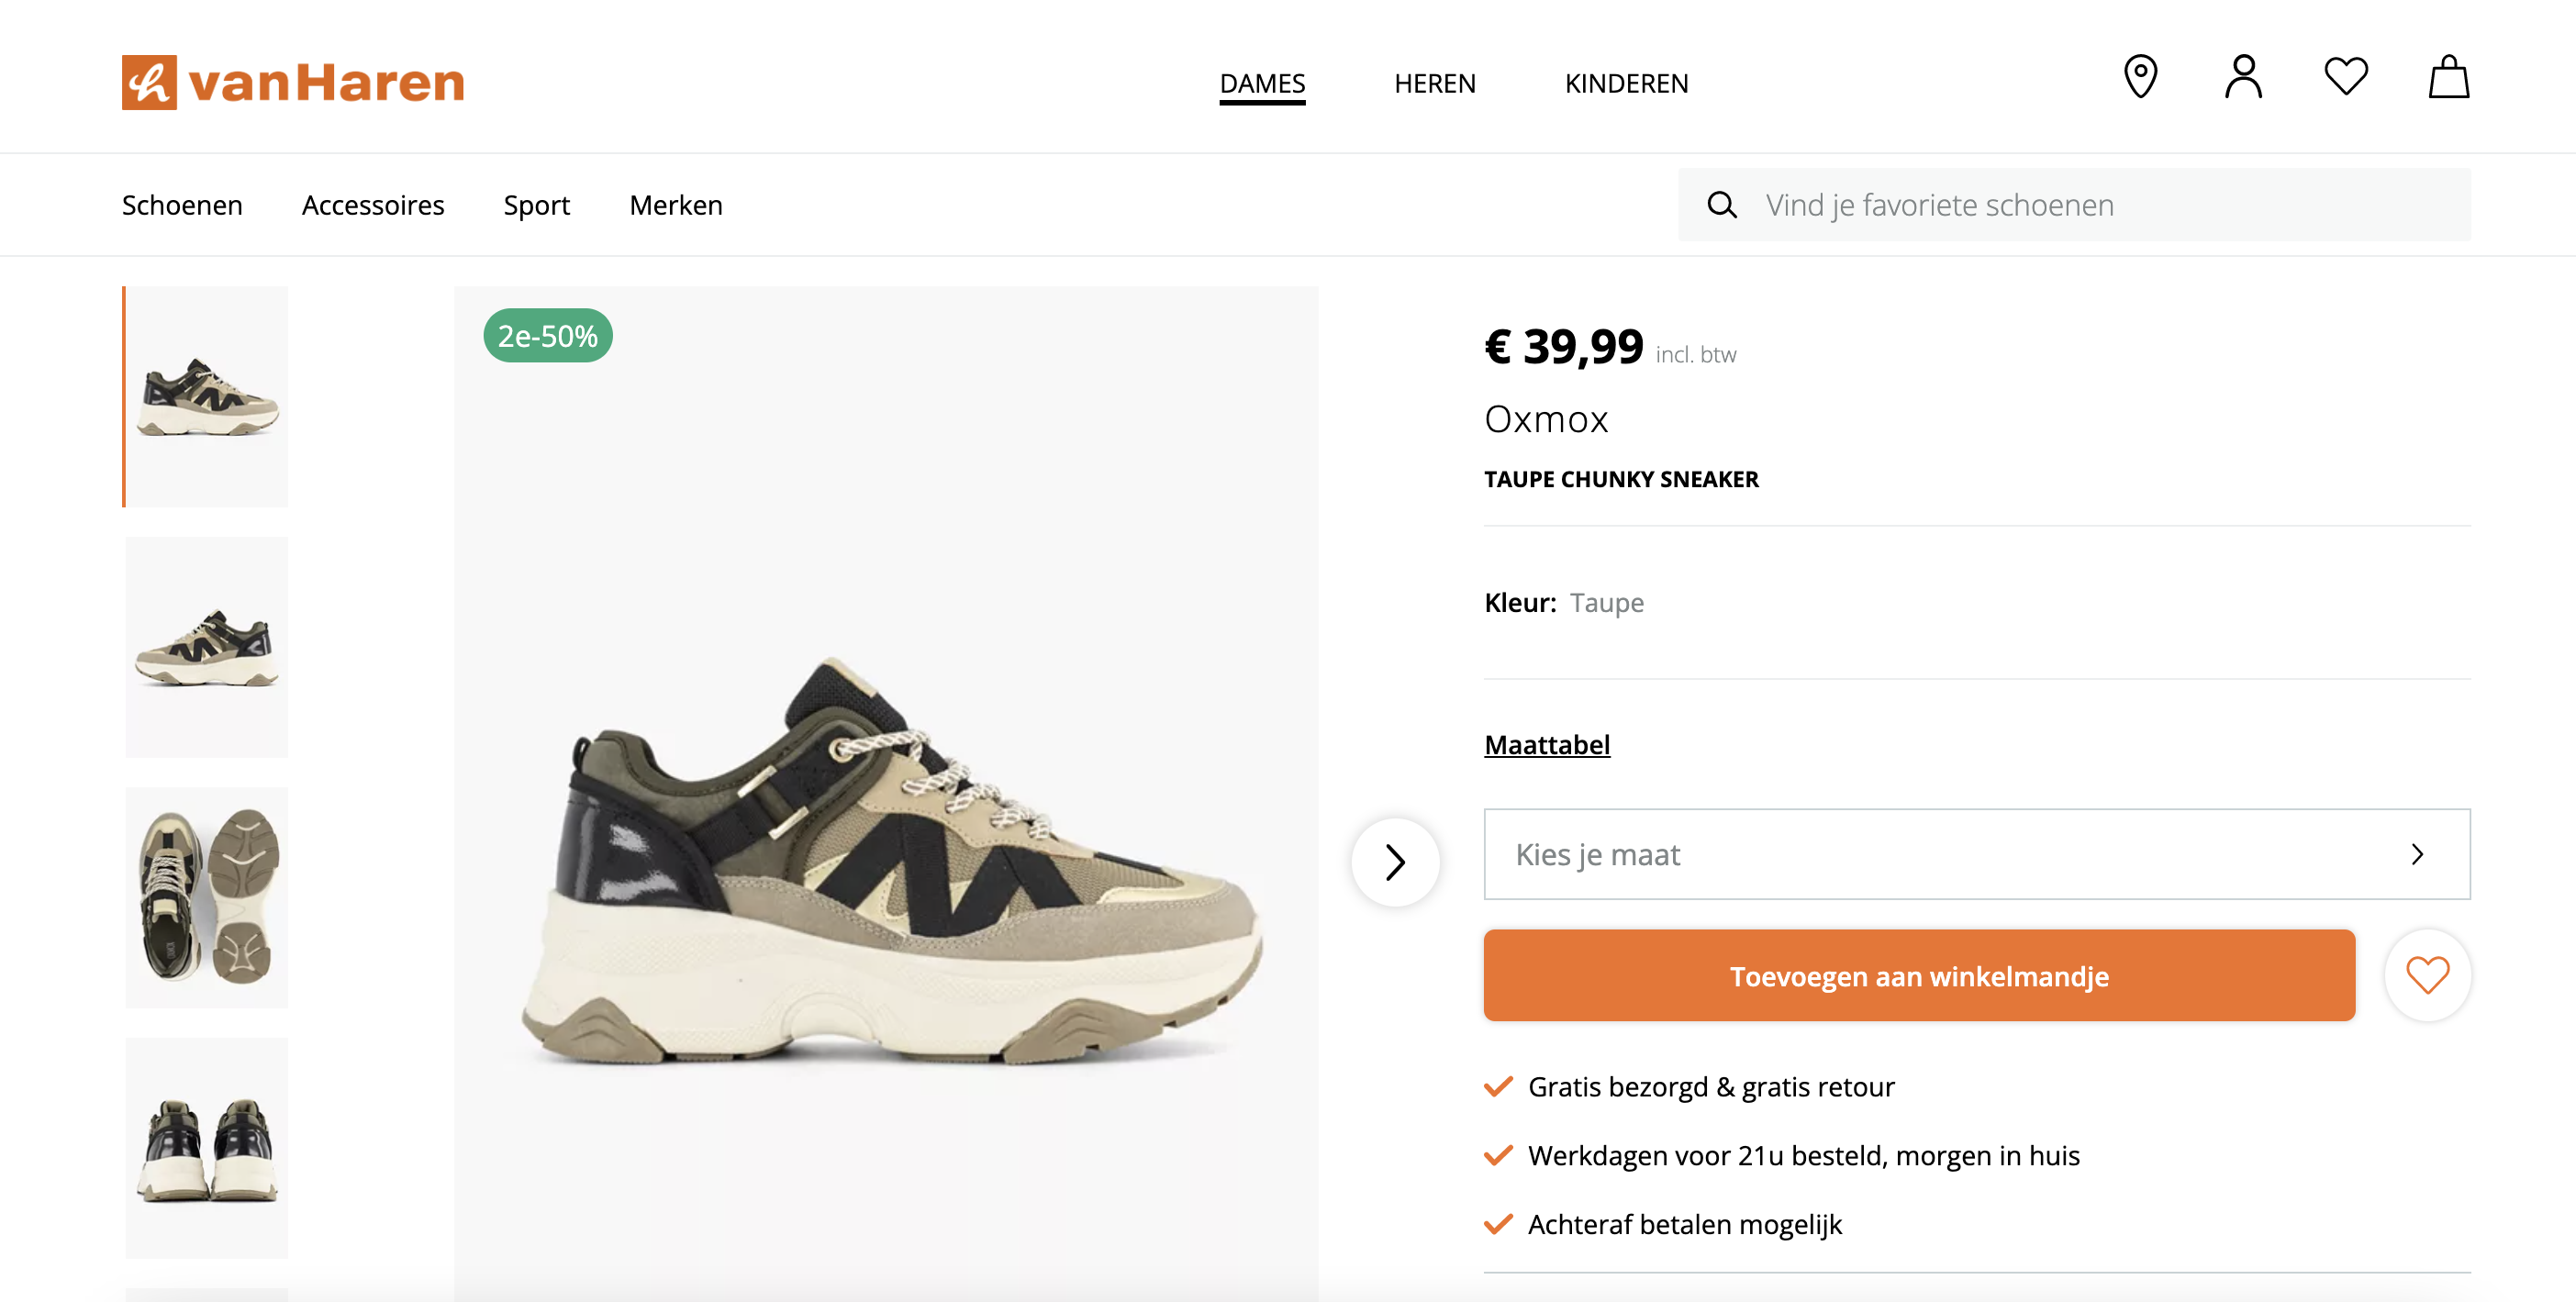 vanHaren
DAMES
HEREN
KINDEREN
Schoenen
Accessoires
Sport
Merken
Vind je favoriete schoenen
2e-50%
€ 39,99 incl. btw
Oxmox
TAUPE CHUNKY SNEAKER
Kleur: Taupe
Maattabel
Kies je maat
Toevoegen aan winkelmandje
Gratis bezorgd & gratis retour
Werkdagen voor 21u besteld, morgen in huis
Achteraf betalen mogelijk